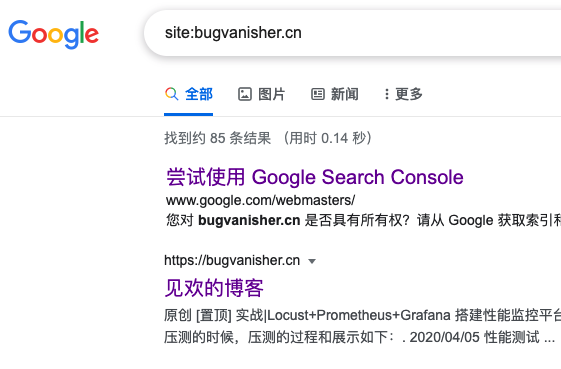 Google
site:bugvanisher.cn
全部 图片 新闻 更多
找到约 85 条结果 （用时 0.14 秒）
尝试使用 Google Search Console
www.google.com/webmasters/
您对 bugvanisher.cn 是否具有所有权？请从 Google 获取索引和
https://bugvanisher.cn
见欢的博客
原创 [置顶] 实战|Locust+Prometheus+Grafana 搭建性能监控平台
压测的时候，压测的过程和展示如下：. 2020/04/05 性能测试 ...